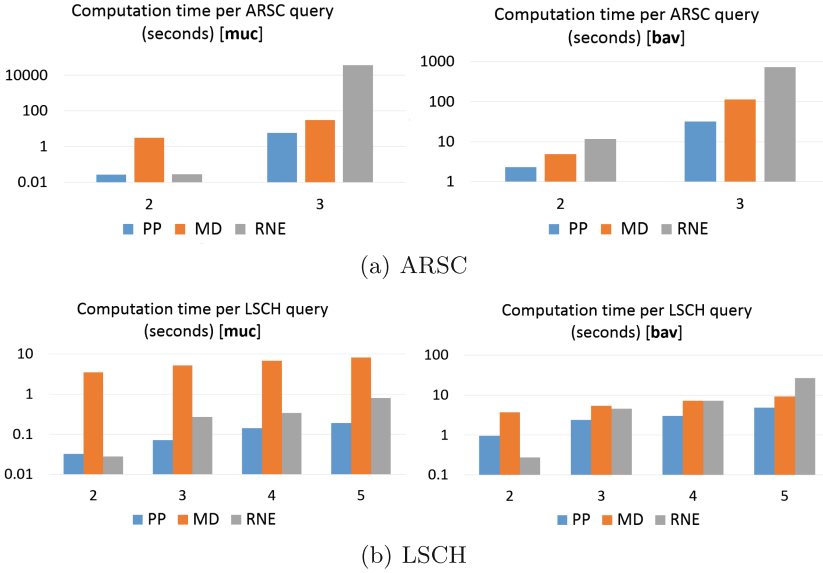 Computation time per ARSC query
(seconds) [muc]
10000
100
1
0.01
2
3
PP MD RNE
Computation time per ARSC query
(seconds) [bav]
1000
100
10
1
2
3
PP MD RNE
(a) ARSC
Computation time per LSCH query
(seconds) [muc]
10
1
0.1
0.01
2
3
4
5
PP MD RNE
Computation time per LSCH query
(seconds) [bav]
100
10
1
0.1
2
3
4
5
PP MD RNE
(b) LSCH